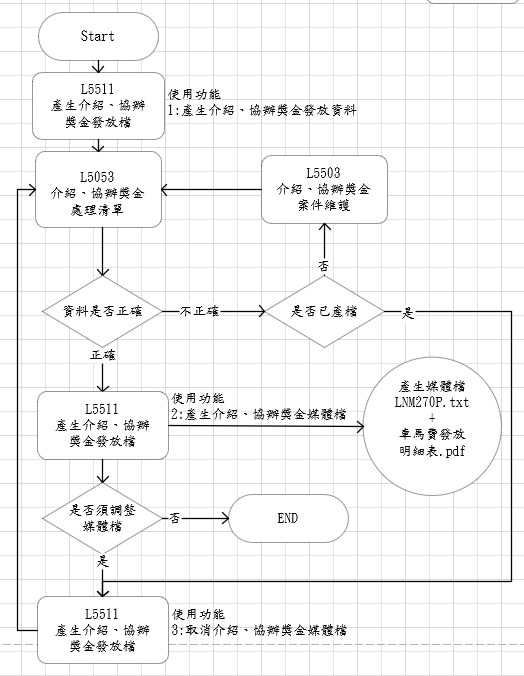 Start
L5511
產生介紹、協辦
獎金發放檔
使用功能
1:產生介紹、協辦獎金發放資料
L5053
介紹、協辦獎金
處理清單
L5503
介紹、協辦獎金
案件維護
否
資料是否正確
不正確
是否已產檔
是
正確
L5511
產生介紹、協辦
獎金發放檔
使用功能
2:產生介紹、協辦獎金媒體檔
產生媒體檔
LNM270P.txt
+
車馬費發放
明細表.pdf
是否須調整
媒體檔
否
END
是
L5511
產生介紹、協辦
獎金發放檔
使用功能
3:取消介紹、協辦獎金媒體檔